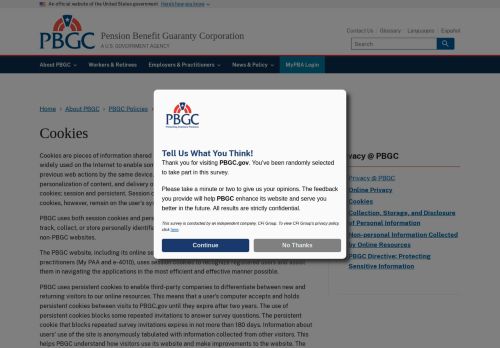 An official website of the United States government Here's how you know
PBGC
Pension Benefit Guaranty Corporation
A U.S. GOVERNMENT AGENCY
Contact Us Glossary Languages Español
Search
About PBGC Workers & Retirees Employers & Practitioners News & Policy MyPBA Login
Home > About PBGC > PBGC Policies >
Cookies
Cookies are pieces of information shared
widely used on the Internet to enable som
previous web actions by the same device.
personalization of content, and delivery o
cookies: session and persistent. Session c
cookies, however, remain on the user's sys
PBGC uses both session cookies and persi
track, collect, or store personally identifia
non-PBGC websites.
The PBGC website, including its online se
practitioners (My PAA and e-4010), uses session cookies to recognize registered users and assist
them in navigating the applications in the most efficient and effective manner possible.
PBGC uses persistent cookies to enable third-party companies to differentiate between new and
returning visitors to our online resources. This means that a user's computer accepts and holds
persistent cookies between visits to PBGC.gov until they expire after two years. The use of
persistent cookies blocks some repeated invitations to answer survey questions. The persistent
cookie that blocks repeated survey invitations expires in not more than 180 days. Information about
users' use of the site is anonymously tabulated with information collected from other visitors. This
helps PBGC understand how visitors use its website and make improvements to the website. The
PBGC
Protecting America's Pensions
Tell Us What You Think!
Thank you for visiting PBGC.gov. You've been randomly selected
to take part in this survey.
Please take a minute or two to give us your opinions. The feedback
you provide will help PBGC enhance its website and serve you
better in the future. All results are strictly confidential.
This survey is conducted by an independent company, CFI Group. To view CFI Group's privacy policy,
click here.
Continue No Thanks
vacy @ PBGC
Privacy @ PBGC
Online Privacy
Cookies
Collection, Storage, and Disclosure
of Personal Information
Non-personal Information Collected
by Online Resources
PBGC Directive: Protecting
Sensitive Information